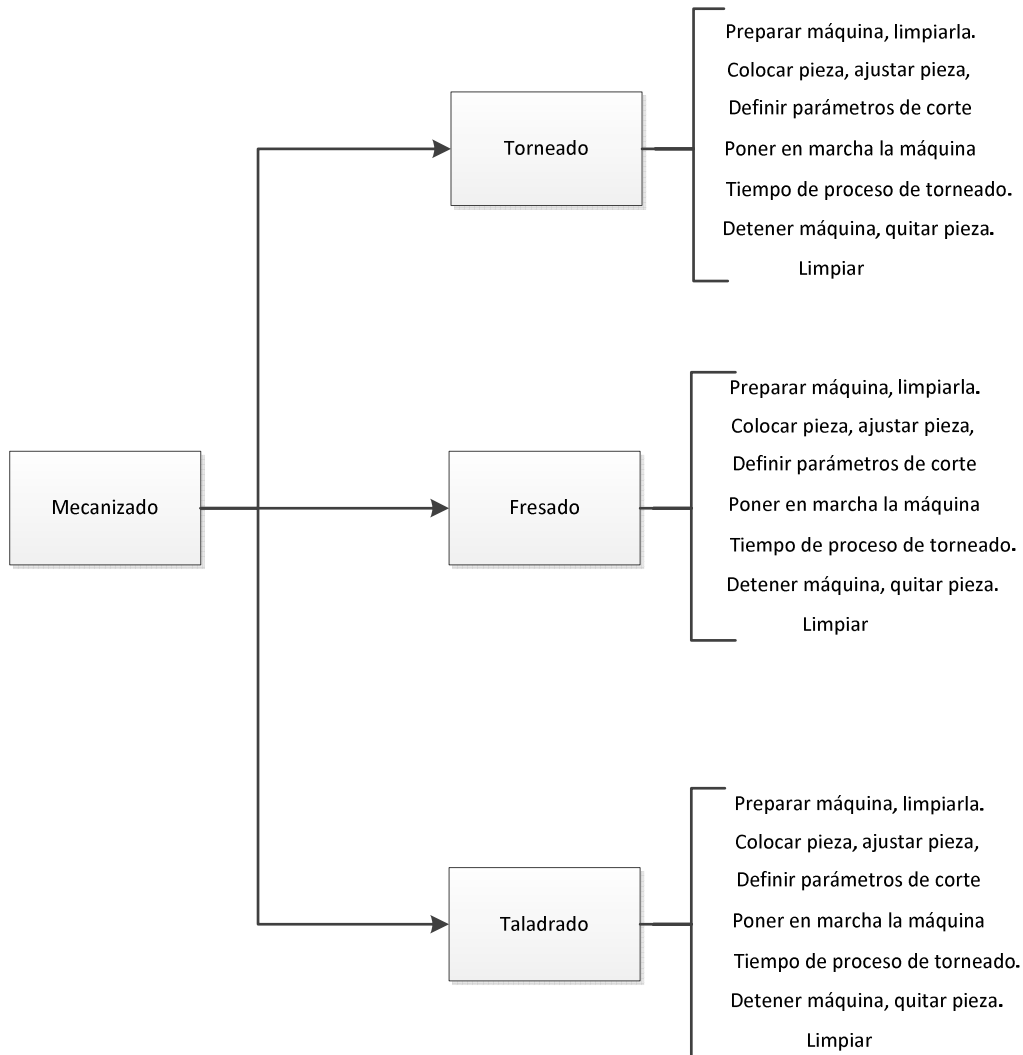 Preparar máquina, limpiarla.
Colocar pieza, ajustar pieza,
Definir parámetros de corte
Torneado
Poner en marcha la máquina
Tiempo de proceso de torneado.
Detener máquina, quitar pieza.
Limpiar
Preparar máquina, limpiarla.
Colocar pieza, ajustar pieza,
Definir parámetros de corte
Mecanizado
Fresado
Poner en marcha la máquina
Tiempo de proceso de torneado.
Detener máquina, quitar pieza.
Limpiar
Preparar máquina, limpiarla.
Colocar pieza, ajustar pieza,
Definir parámetros de corte
Taladrado
Poner en marcha la máquina
Tiempo de proceso de torneado.
Detener máquina, quitar pieza.
Limpiar